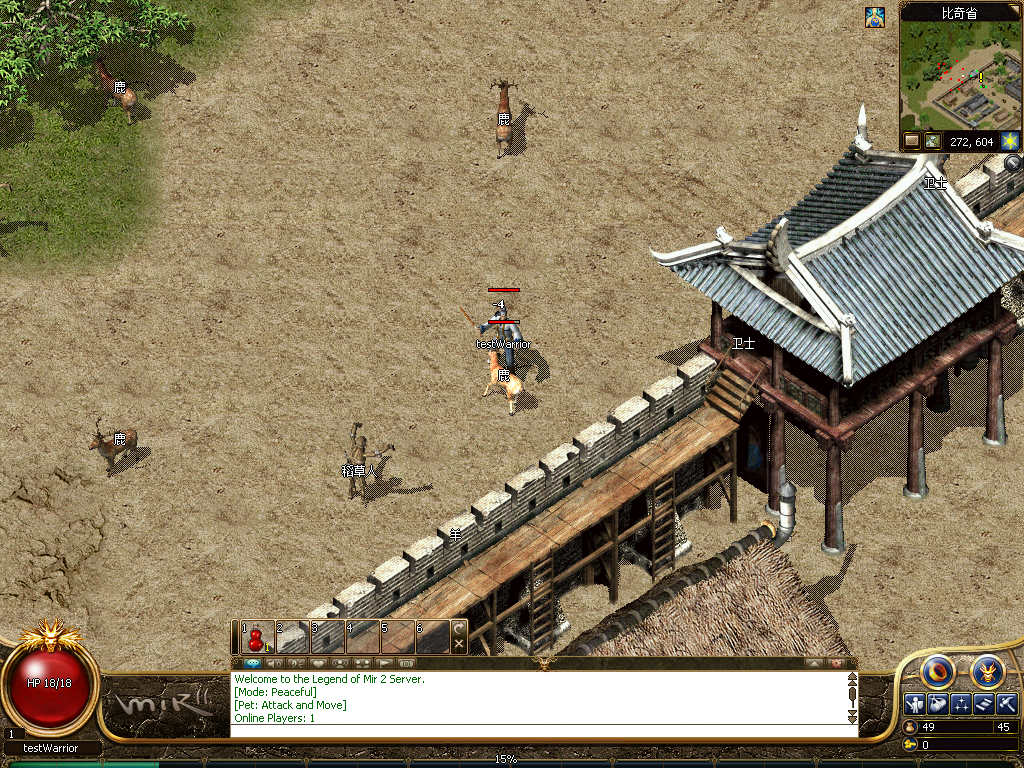 比奇省
鹿
鹿
272, 604
卫士
-4
testWarrior
卫士
鹿
鹿
稻草人
羊
1 2 3 4 5 6
1
Welcome to the Legend of Mir 2 Server.
[Mode: Peaceful]
[Pet: Attack and Move]
Online Players: 1
HP 18/18
mir II
1
testWarrior
49 45
0
15%